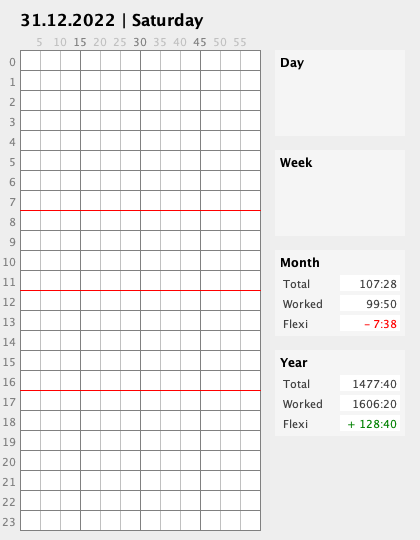 31.12.2022 | Saturday
5 10 15 20 25 30 35 40 45 50 55
0
1
2
3
4
5
6
7
8
9
10
11
12
13
14
15
16
17
18
19
20
21
22
23
Day
Week
Month
Total 107:28
Worked 99:50
Flexi – 7:38
Year
Total 1477:40
Worked 1606:20
Flexi + 128:40